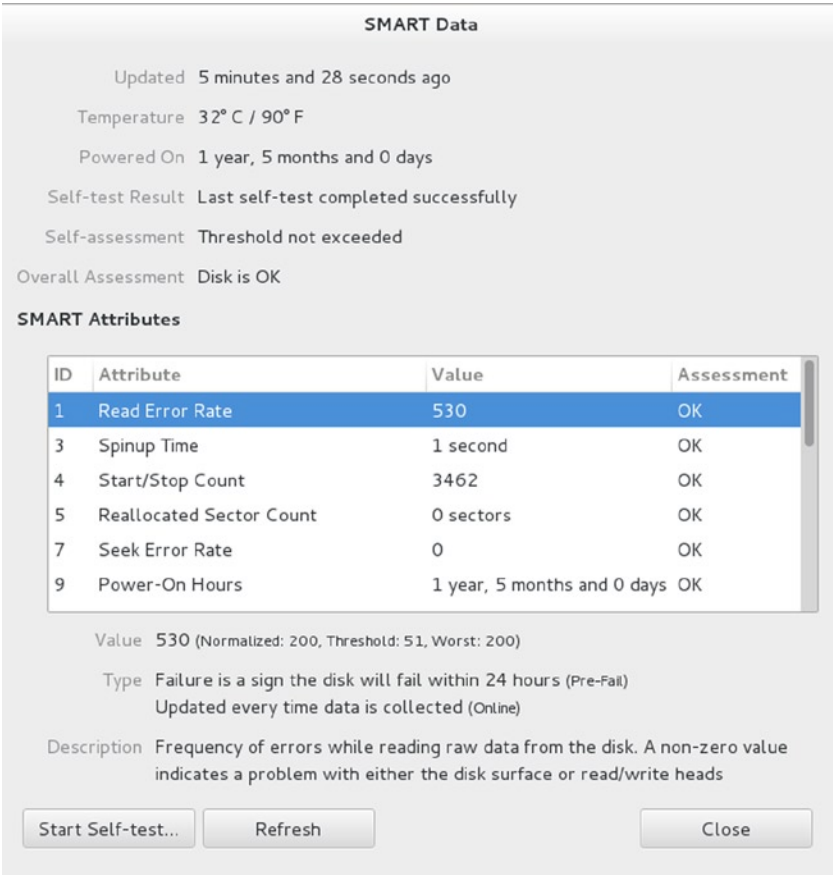 SMART Data
Updated 5 minutes and 28 seconds ago
Temperature 32° C / 90° F
Powered On 1 year, 5 months and 0 days
Self-test Result Last self-test completed successfully
Self-assessment Threshold not exceeded
Overall Assessment Disk is OK
SMART Attributes
ID Attribute Value Assessment
1 Read Error Rate 530 OK
3 Spinup Time 1 second OK
4 Start/Stop Count 3462 OK
5 Reallocated Sector Count 0 sectors OK
7 Seek Error Rate 0 OK
9 Power-On Hours 1 year, 5 months and 0 days OK
Value 530 (Normalized: 200, Threshold: 51, Worst: 200)
Type Failure is a sign the disk will fail within 24 hours (Pre-Fail)
Updated every time data is collected (Online)
Description Frequency of errors while reading raw data from the disk. A non-zero value
indicates a problem with either the disk surface or read/write heads
Start Self-test... Refresh Close